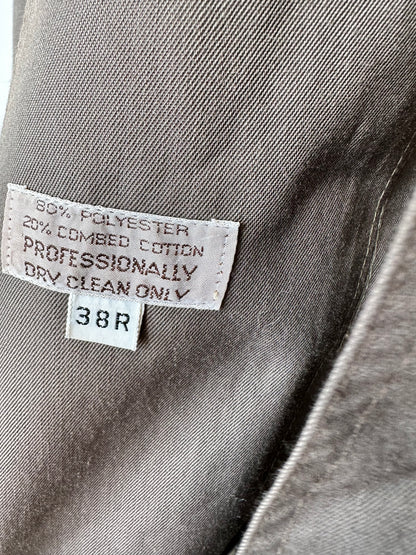 80% POLYESTER
20% COMBED COTTON
PROFESSIONALLY
DRY CLEAN ONLY
38R